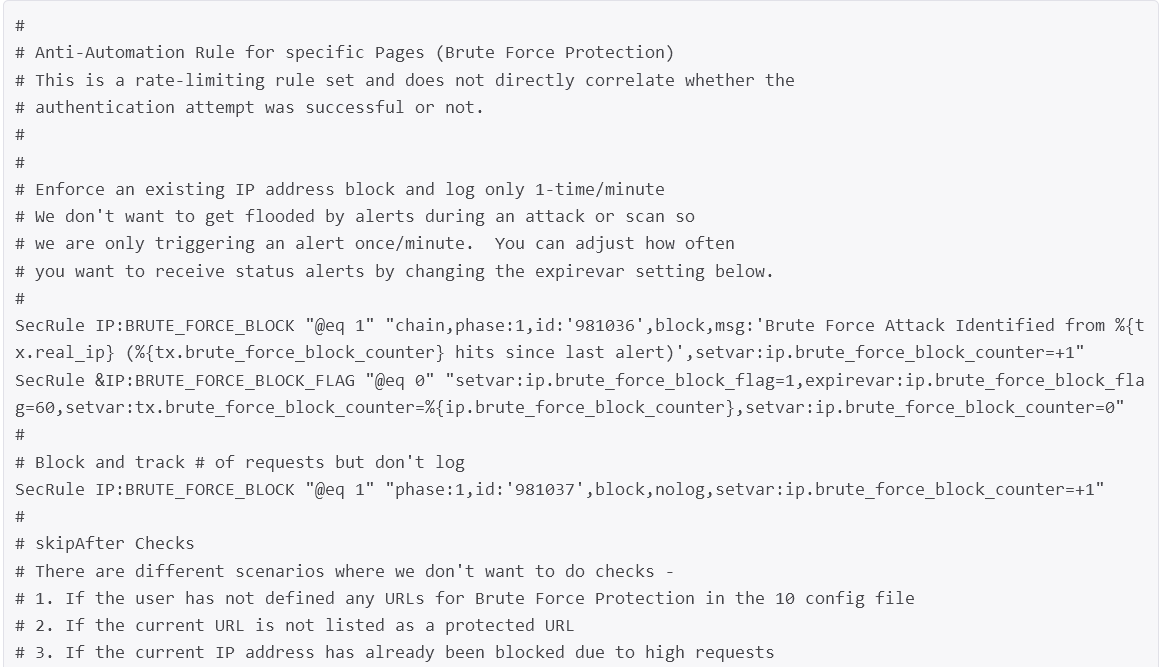 #
# Anti-Automation Rule for specific Pages (Brute Force Protection)
# This is a rate-limiting rule set and does not directly correlate whether the
# authentication attempt was successful or not.
#
#
# Enforce an existing IP address block and log only 1-time/minute
# We don't want to get flooded by alerts during an attack or scan so
# we are only triggering an alert once/minute.  You can adjust how often
# you want to receive status alerts by changing the expirevar setting below.
#
SecRule IP:BRUTE_FORCE_BLOCK "@eq 1" "chain,phase:1,id:'981036',block,msg:'Brute Force Attack Identified from %{t
x.real_ip} (%{tx.brute_force_block_counter} hits since last alert)',setvar:ip.brute_force_block_counter=+1"
SecRule &IP:BRUTE_FORCE_BLOCK_FLAG "@eq 0" "setvar:ip.brute_force_block_flag=1,expirevar:ip.brute_force_block_fla
g=60,setvar:tx.brute_force_block_counter=%{ip.brute_force_block_counter},setvar:ip.brute_force_block_counter=0"
#
# Block and track # of requests but don't log
SecRule IP:BRUTE_FORCE_BLOCK "@eq 1" "phase:1,id:'981037',block,nolog,setvar:ip.brute_force_block_counter=+1"
#
# skipAfter Checks
# There are different scenarios where we don't want to do checks -
# 1. If the user has not defined any URLs for Brute Force Protection in the 10 config file
# 2. If the current URL is not listed as a protected URL
# 3. If the current IP address has already been blocked due to high requests